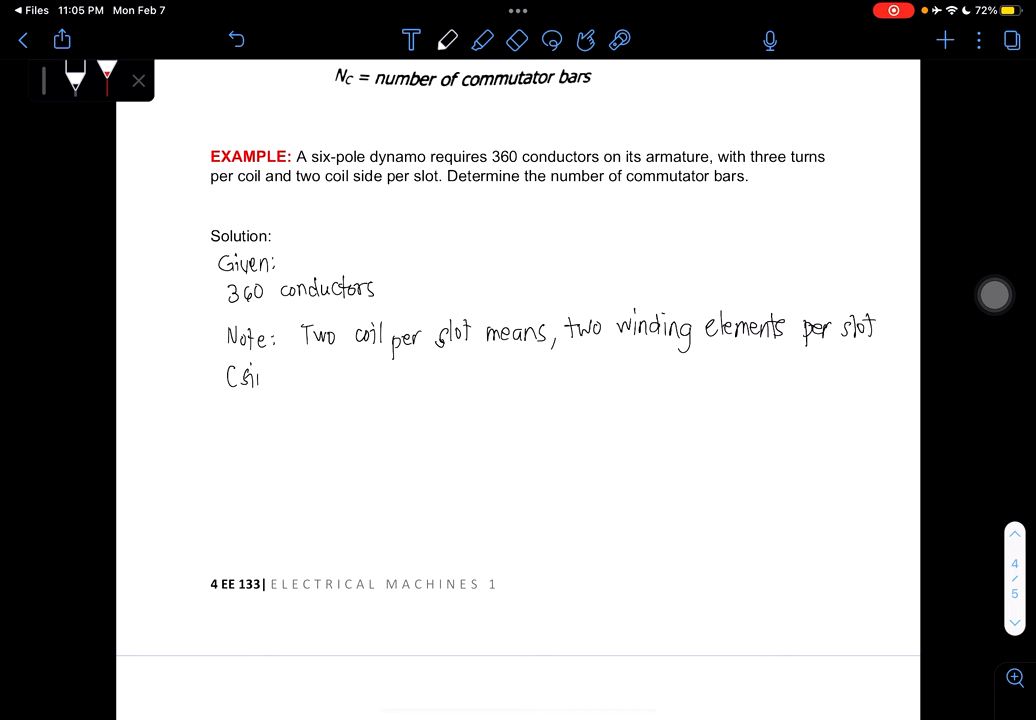 Files 11:05 PM Mon Feb 7
72%
T
Nc = number of commutator bars
EXAMPLE: A six-pole dynamo requires 360 conductors on its armature, with three turns
per coil and two coil side per slot. Determine the number of commutator bars.
Solution:
Given:
360 conductors
Note: Two coil per slot means, two winding elements per slot
4 EE 133| ELECTRICAL MACHINES 1
4
/
5